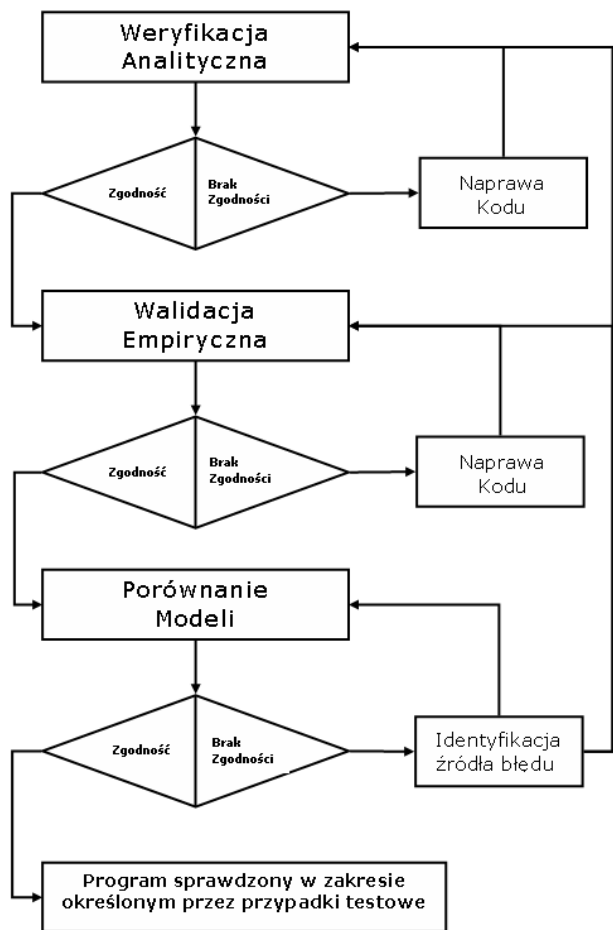 Weryfikacja
Analityczna
Zgodność
Brak
Zgodności
Naprawa
Kodu
Walidacja
Empiryczna
Zgodność
Brak
Zgodności
Naprawa
Kodu
Porównanie
Modeli
Zgodność
Brak
Zgodności
Identyfikacja
źródła błędu
Program sprawdzony w zakresie
określonym przez przypadki testowe